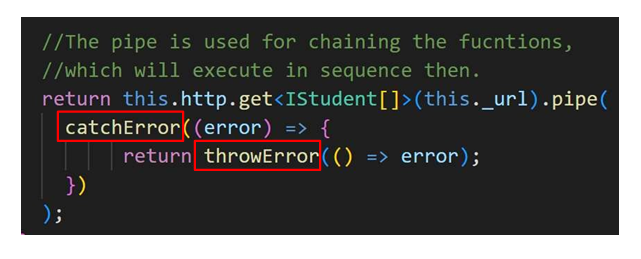 //The pipe is used for chaining the fucntions,
//which will execute in sequence then.
return this.http.get<IStudent[]>(this._url).pipe(
catchError((error) => {
return throwError(() => error);
})
);